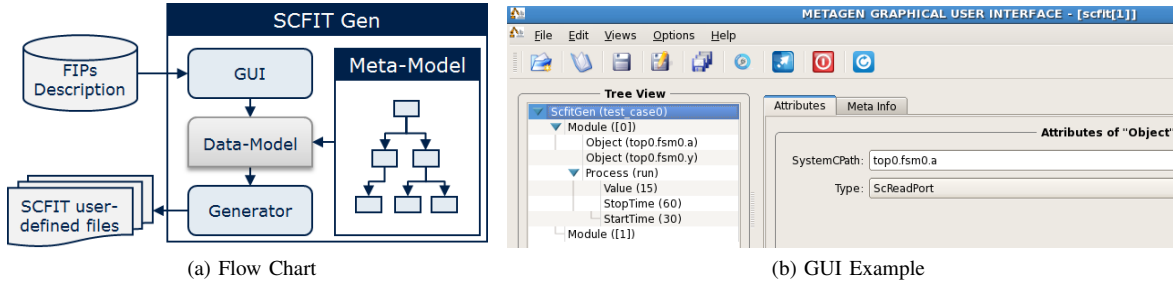 SCFIT Gen
FIPs
Description
GUI
Meta-Model
Data-Model
Generator
SCFIT user-
defined files
(a) Flow Chart
METAGEN GRAPHICAL USER INTERFACE - [scfit[1]]
File Edit Views Options Help
Tree View
ScfitGen (test_case0)
Module ([0])
Object (top0.fsm0.a)
Object (top0.fsm0.y)
Process (run)
Value (15)
StopTime (60)
StartTime (30)
Module ([1])
Attributes Meta Info
Attributes of "Object"
SystemCPath: top0.fsm0.a
Type: ScReadPort
(b) GUI Example